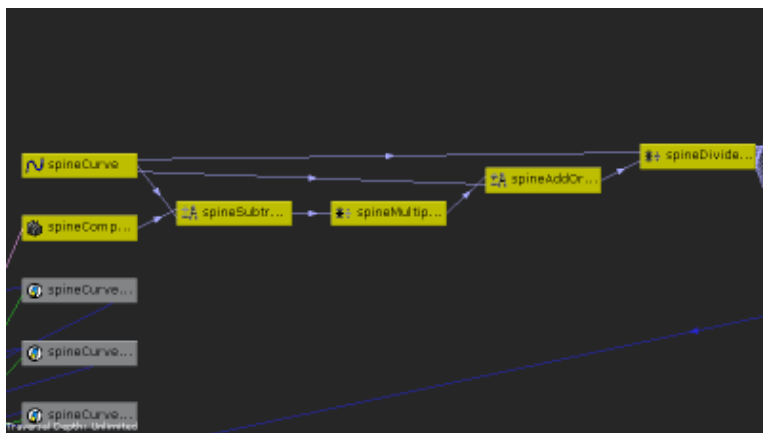 spineCurve
spineDivide...
spineAddOr...
spineSubtr...
spineMultip...
spineComp...
spineCurve...
spineCurve...
spineCurve...
Traversal Depth: Unlimited